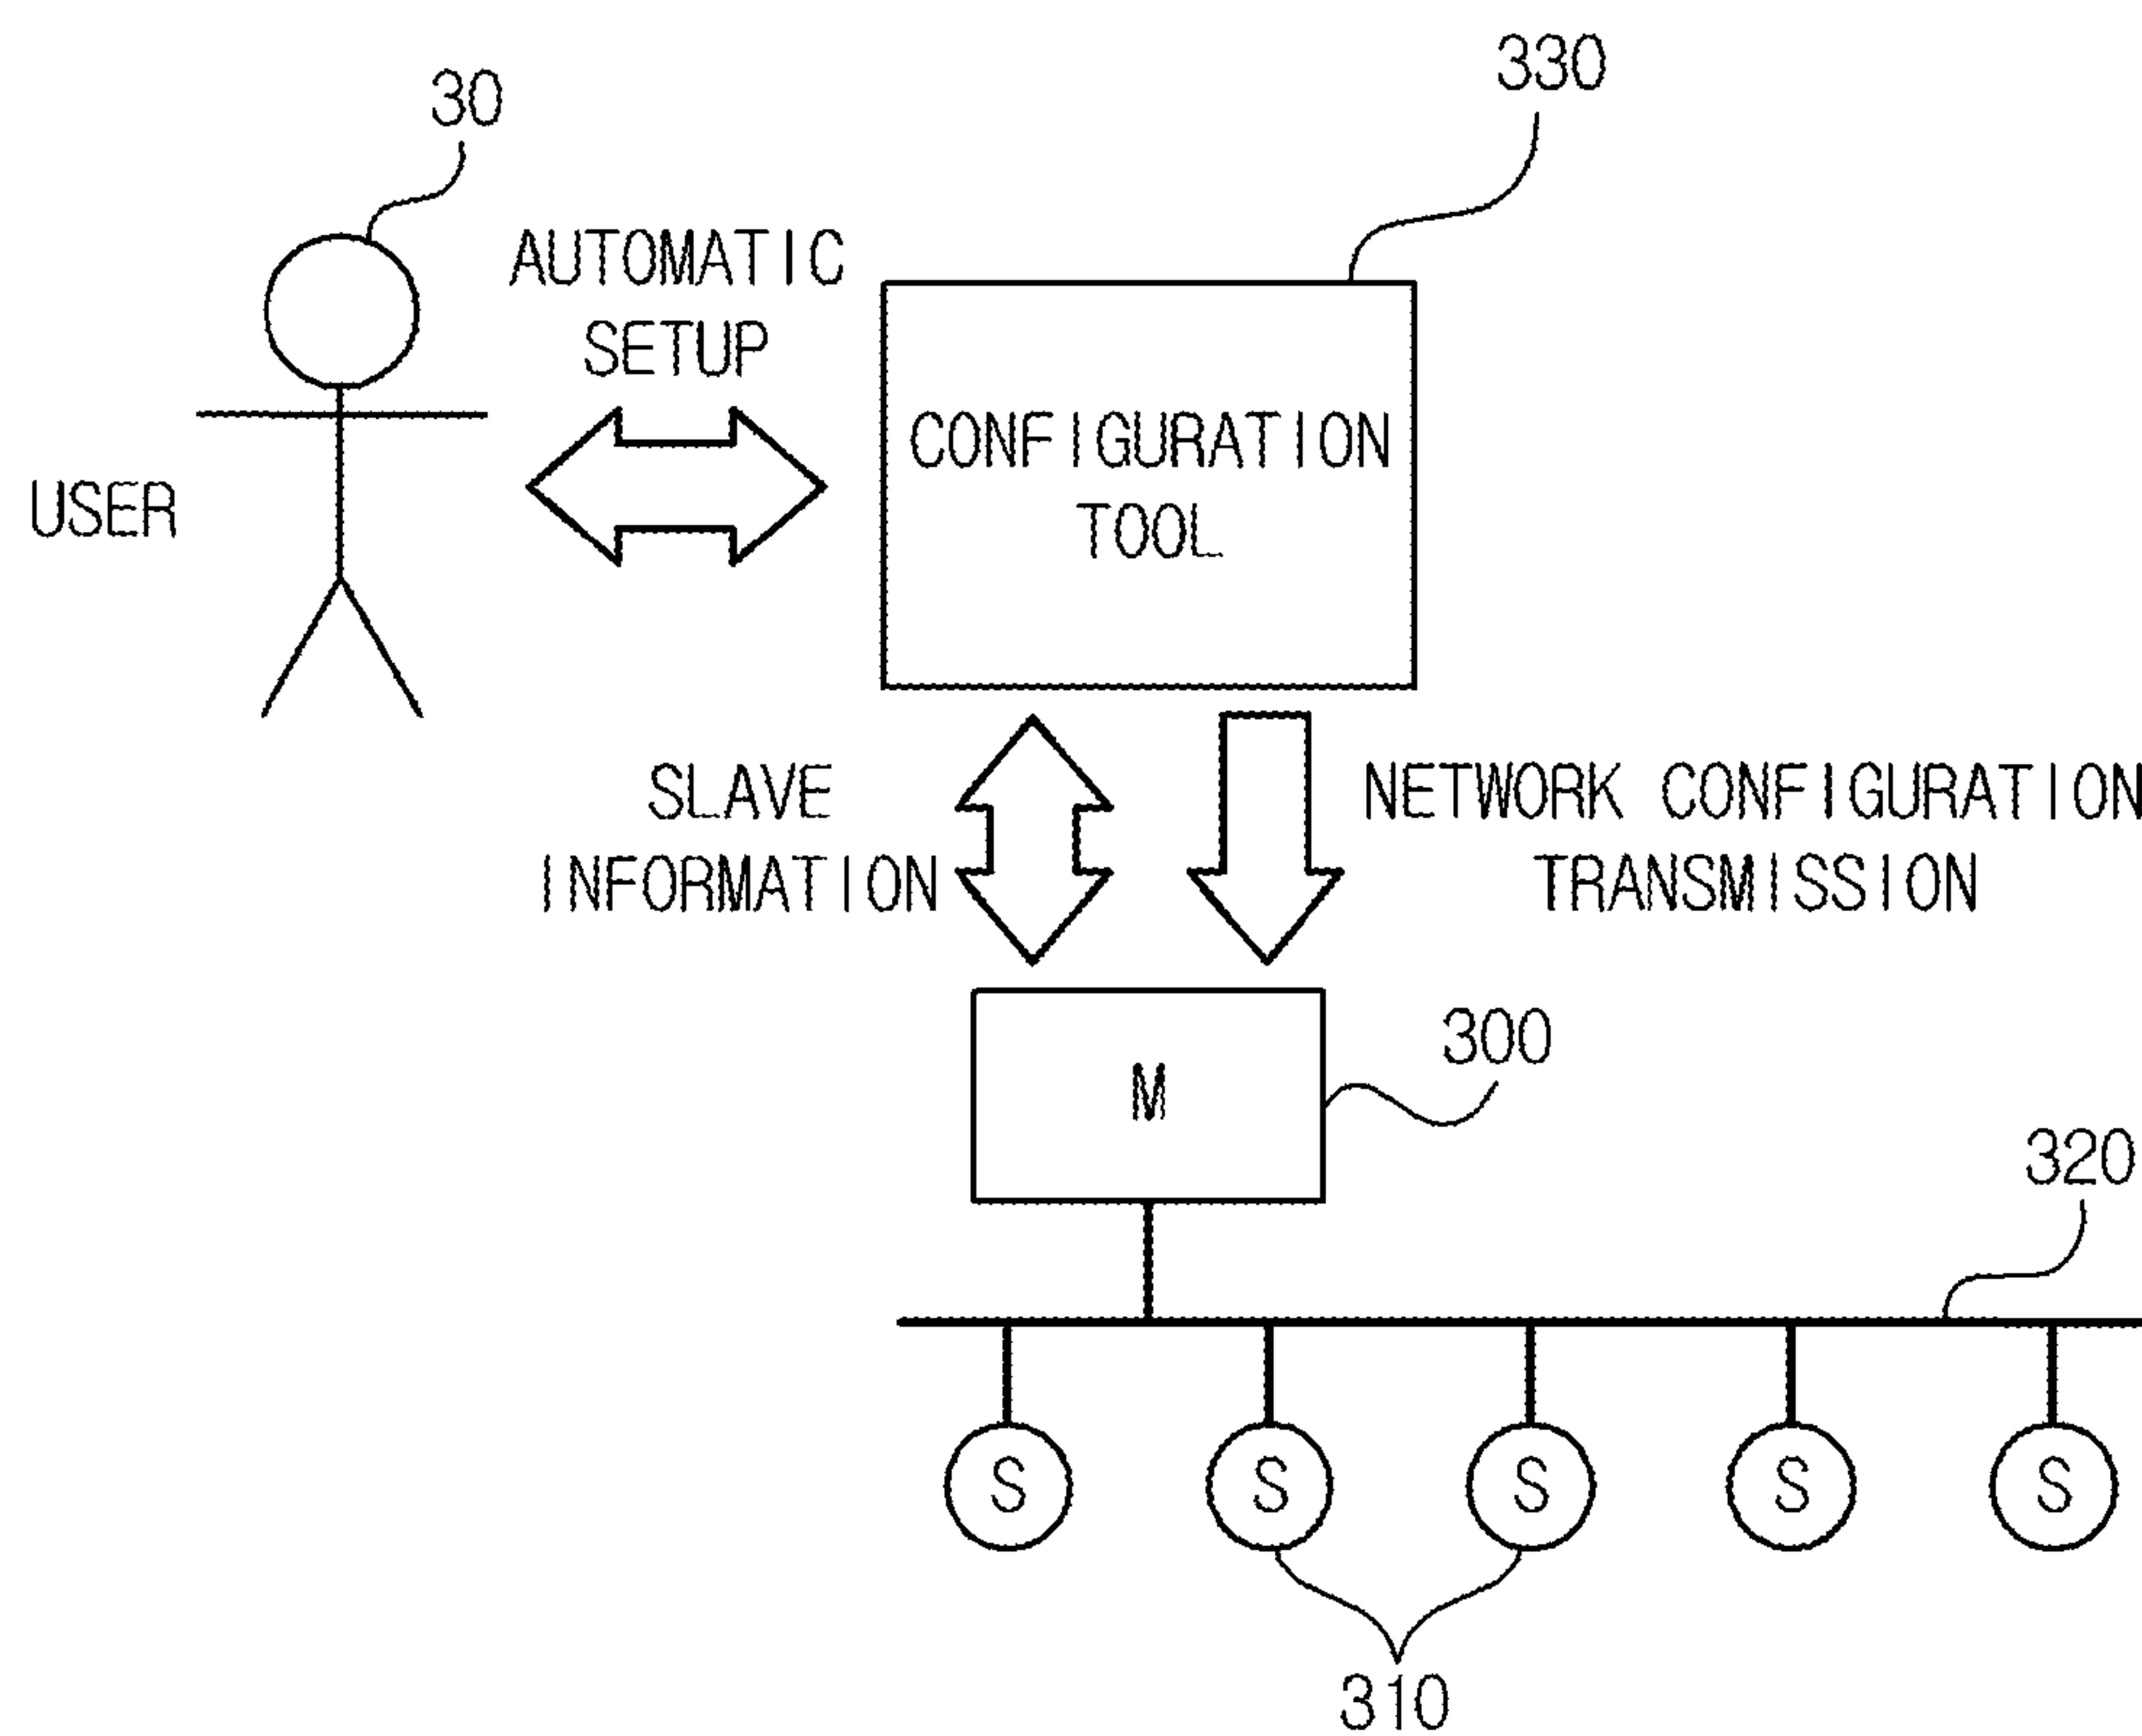 30
330
AUTOMATIC
SETUP
CONFIGURATION
TOOL
USER
SLAVE
INFORMATION
NETWORK CONFIGURATION
TRANSMISSION
M
300
320
S S S S S
310